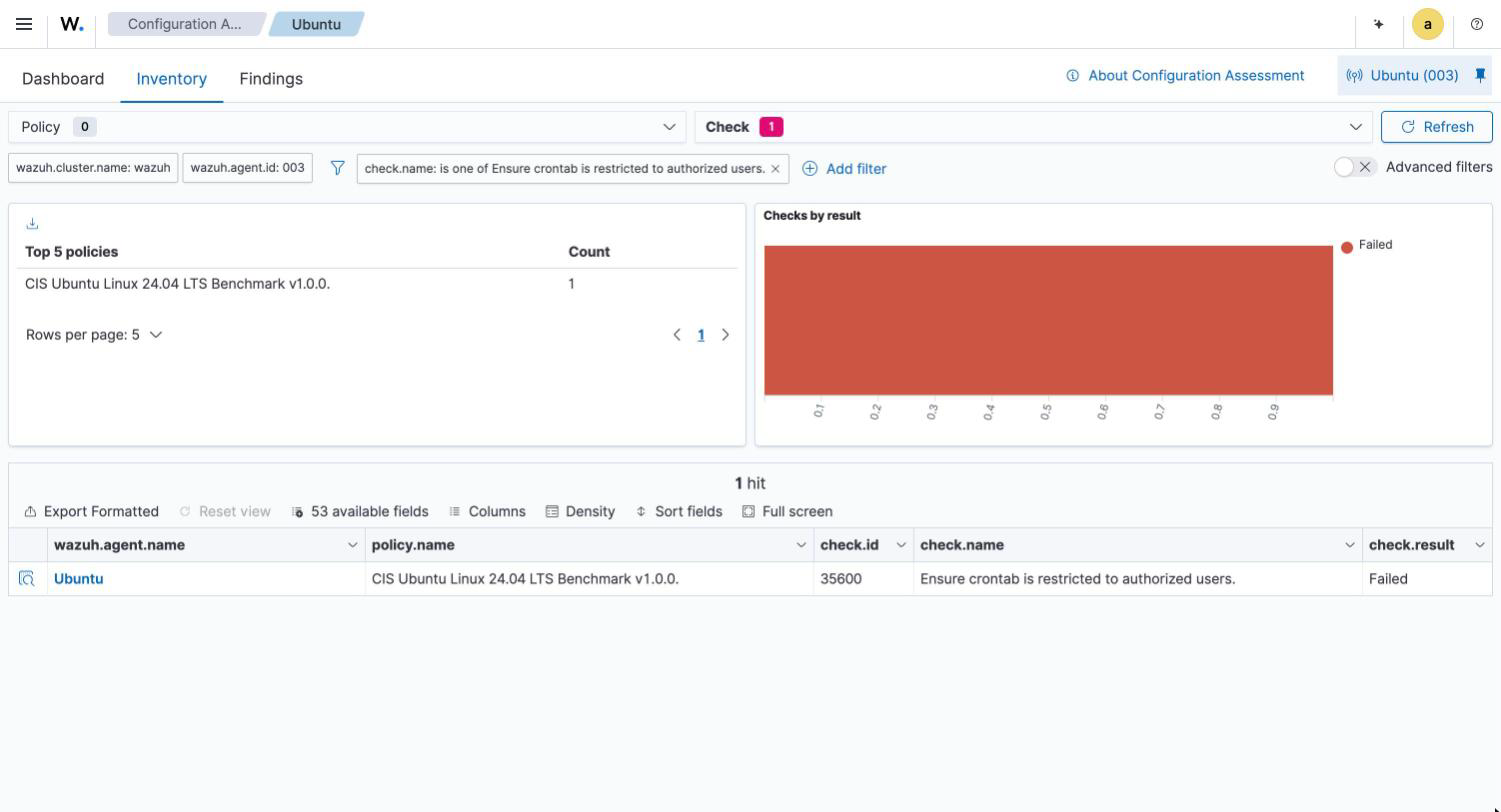 W. Configuration A... Ubuntu a
Dashboard Inventory Findings About Configuration Assessment Ubuntu (003)
Policy 0 Check 1 Refresh
wazuh.cluster.name: wazuh wazuh.agent.id: 003 check.name: is one of Ensure crontab is restricted to authorized users. Add filter Advanced filters
Top 5 policies Count
CIS Ubuntu Linux 24.04 LTS Benchmark v1.0.0. 1
Rows per page: 5 1
Checks by result
Failed
0.1 0.2 0.3 0.4 0.5 0.6 0.7 0.8 0.9
1 hit
Export Formatted Reset view 53 available fields Columns Density Sort fields Full screen
wazuh.agent.name policy.name check.id check.name check.result
Ubuntu CIS Ubuntu Linux 24.04 LTS Benchmark v1.0.0. 35600 Ensure crontab is restricted to authorized users. Failed